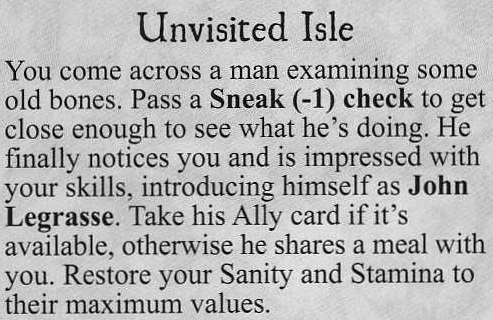 Unvisited Isle
You come across a man examining some
old bones. Pass a Sneak (-1) check to get
close enough to see what he's doing. He
finally notices you and is impressed with
your skills, introducing himself as John
Legrasse. Take his Ally card if it's
available, otherwise he shares a meal with
you. Restore your Sanity and Stamina to
their maximum values.